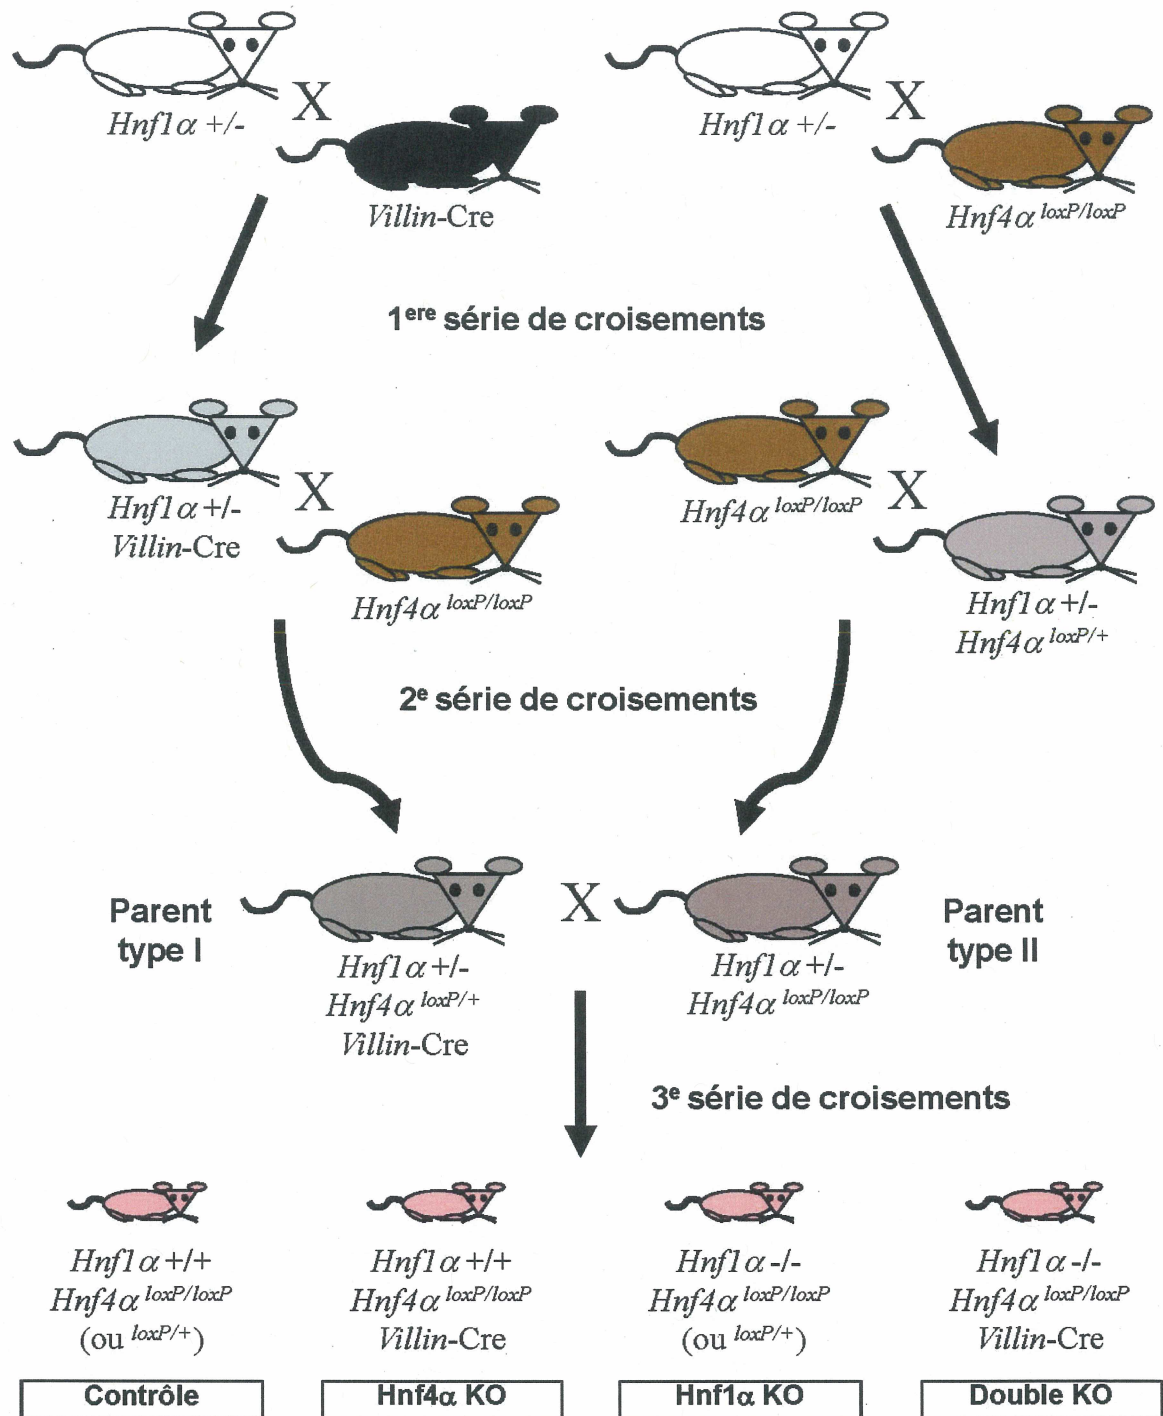 Hnf1α +/-
X
Villin-Cre
Hnf1α +/-
X
Hnf4α loxP/loxP
1ere série de croisements
Hnf1α +/-
Villin-Cre
X
Hnf4α loxP/loxP
Hnf4α loxP/loxP
X
Hnf1α +/-
Hnf4α loxP/+
2e série de croisements
Parent
type I
X
Parent
type II
Hnf1α +/-
Hnf4α loxP/+
Villin-Cre
Hnf1α +/-
Hnf4α loxP/loxP
3e série de croisements
Hnf1α +/+
Hnf4α loxP/loxP
(ou loxP/+)
Contrôle
Hnf1α +/+
Hnf4α loxP/loxP
Villin-Cre
Hnf4α KO
Hnf1α -/-
Hnf4α loxP/loxP
(ou loxP/+)
Hnf1α KO
Hnf1α -/-
Hnf4α loxP/loxP
Villin-Cre
Double KO